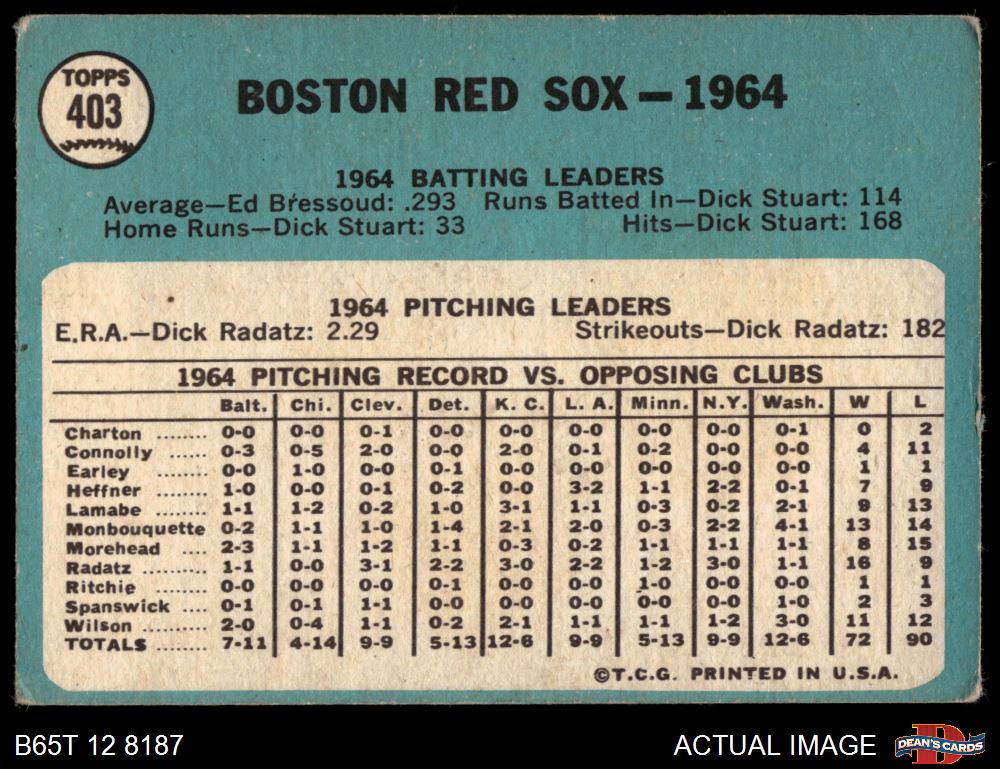 TOPPS
403
BOSTON RED SOX — 1964
1964 BATTING LEADERS
Average—Ed Bressoud: .293 Runs Batted In—Dick Stuart: 114
Home Runs—Dick Stuart: 33 Hits—Dick Stuart: 168
1964 PITCHING LEADERS
E.R.A.—Dick Radatz: 2.29 Strikeouts—Dick Radatz: 182
1964 PITCHING RECORD VS. OPPOSING CLUBS
Balt. Chi. Clev. Det. K. C. L. A. Minn. N.Y. Wash. W L
Charton ........ 0-0 0-0 0-1 0-0 0-0 0-0 0-0 0-0 0-1 0 2
Connolly ...... 0-3 0-5 2-0 0-0 2-0 0-1 0-2 0-0 0-0 4 11
Earley ........ 0-0 1-0 0-0 0-1 0-0 0-0 0-0 0-0 0-0 1 1
Heffner ........ 1-0 0-0 0-1 0-2 0-0 3-2 1-1 2-2 0-1 7 9
Lamabe ........ 1-1 1-2 0-2 1-0 3-1 1-1 0-3 0-2 2-1 9 13
Monbouquette 0-2 1-1 1-0 1-4 2-1 2-0 0-3 2-2 4-1 13 14
Morehead .... 2-3 1-1 1-2 1-1 0-3 0-2 1-1 1-1 1-1 8 15
Radatz .......... 1-1 0-0 3-1 2-2 3-0 2-2 1-2 3-0 1-1 16 9
Ritchie ........ 0-0 0-0 0-0 0-1 0-0 0-0 1-0 0-0 0-0 1 1
Spanswick .... 0-1 0-1 1-1 0-0 0-0 0-0 0-0 0-0 1-0 2 3
Wilson .......... 2-0 0-4 1-1 0-2 2-1 1-1 1-1 1-2 3-0 11 12
TOTALS ........ 7-11 4-14 9-9 5-13 12-6 9-9 5-13 9-9 12-6 72 90
©T.C.G. PRINTED IN U.S.A.
B65T 12 8187 ACTUAL IMAGE
D
DEAN'S CARDS